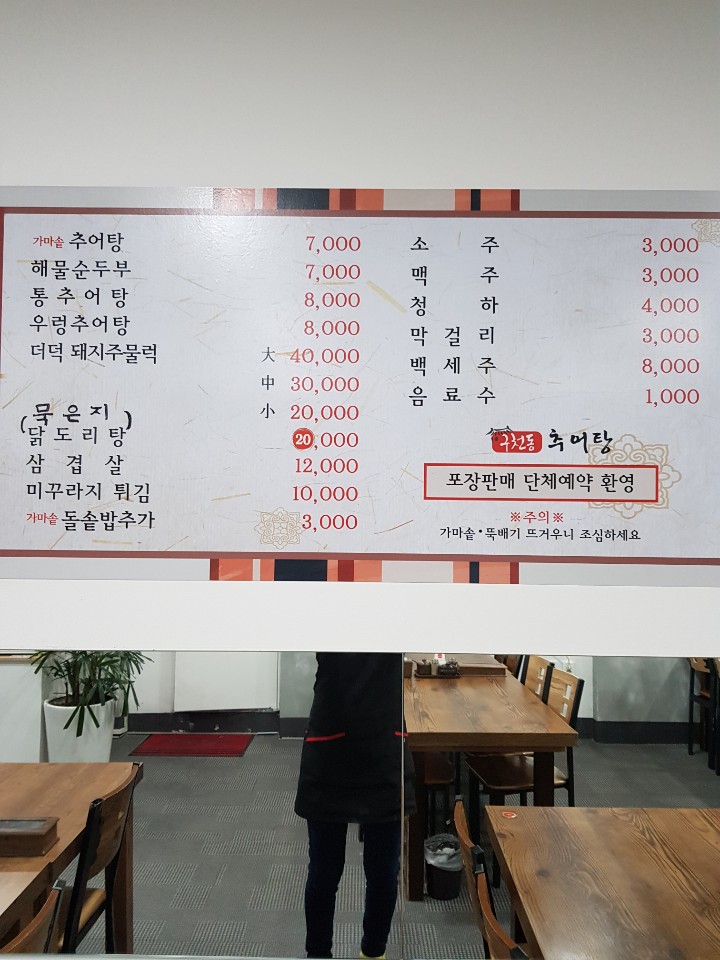 가마솥 추어탕 7,000
해물순두부 7,000
통추어탕 8,000
우렁추어탕 8,000
더덕 돼지주물럭 大 40,000
中 30,000
小 20,000
(묵은지)
닭도리탕 20,000
삼겹살 12,000
미꾸라지 튀김 10,000
가마솥 돌솥밥추가 3,000
소주 3,000
맥주 3,000
청하 4,000
막걸리 3,000
백세주 8,000
음료수 1,000
구천동 추어탕
포장판매 단체예약 환영
※주의※
가마솥·뚝배기 뜨거우니 조심하세요